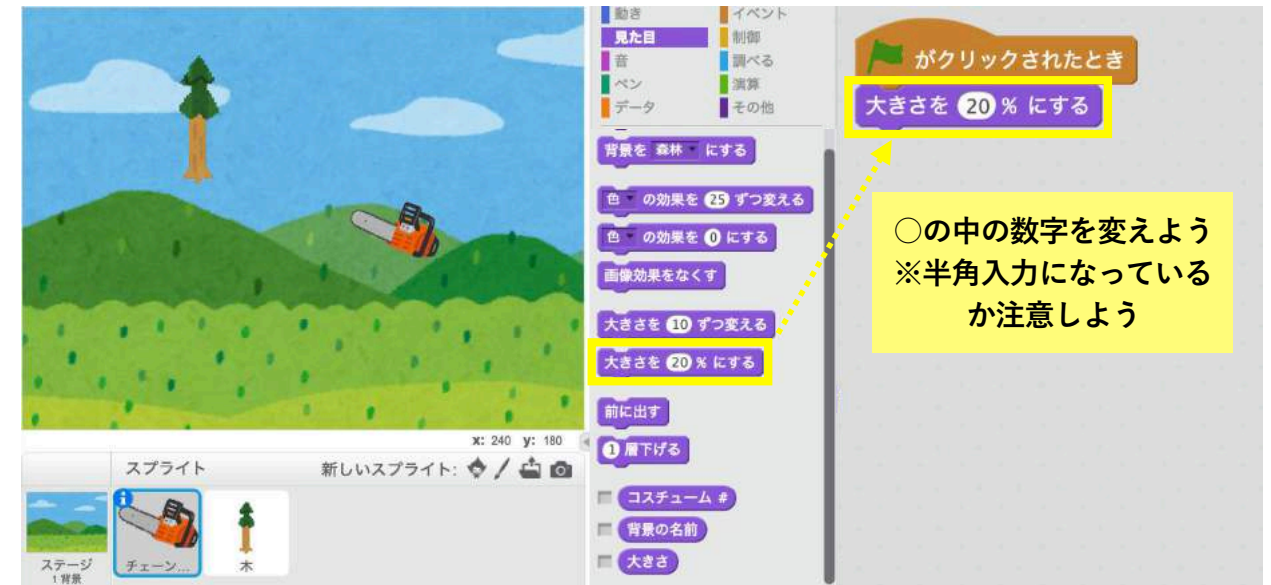 動き
イベント
見た目
制御
音
調べる
ペン
演算
データ
その他
背景を 森林 にする
色 の効果を 25 ずつ変える
色 の効果を 0 にする
画像効果をなくす
大きさを 10 ずつ変える
大きさを 20 % にする
前に出す
1 層下げる
コスチューム #
背景の名前
大きさ
がクリックされたとき
大きさを 20 % にする
○の中の数字を変えよう
※半角入力になっている
か注意しよう
x: 240 y: 180
スプライト
新しいスプライト:
ステージ
1 背景
チェーン...
木